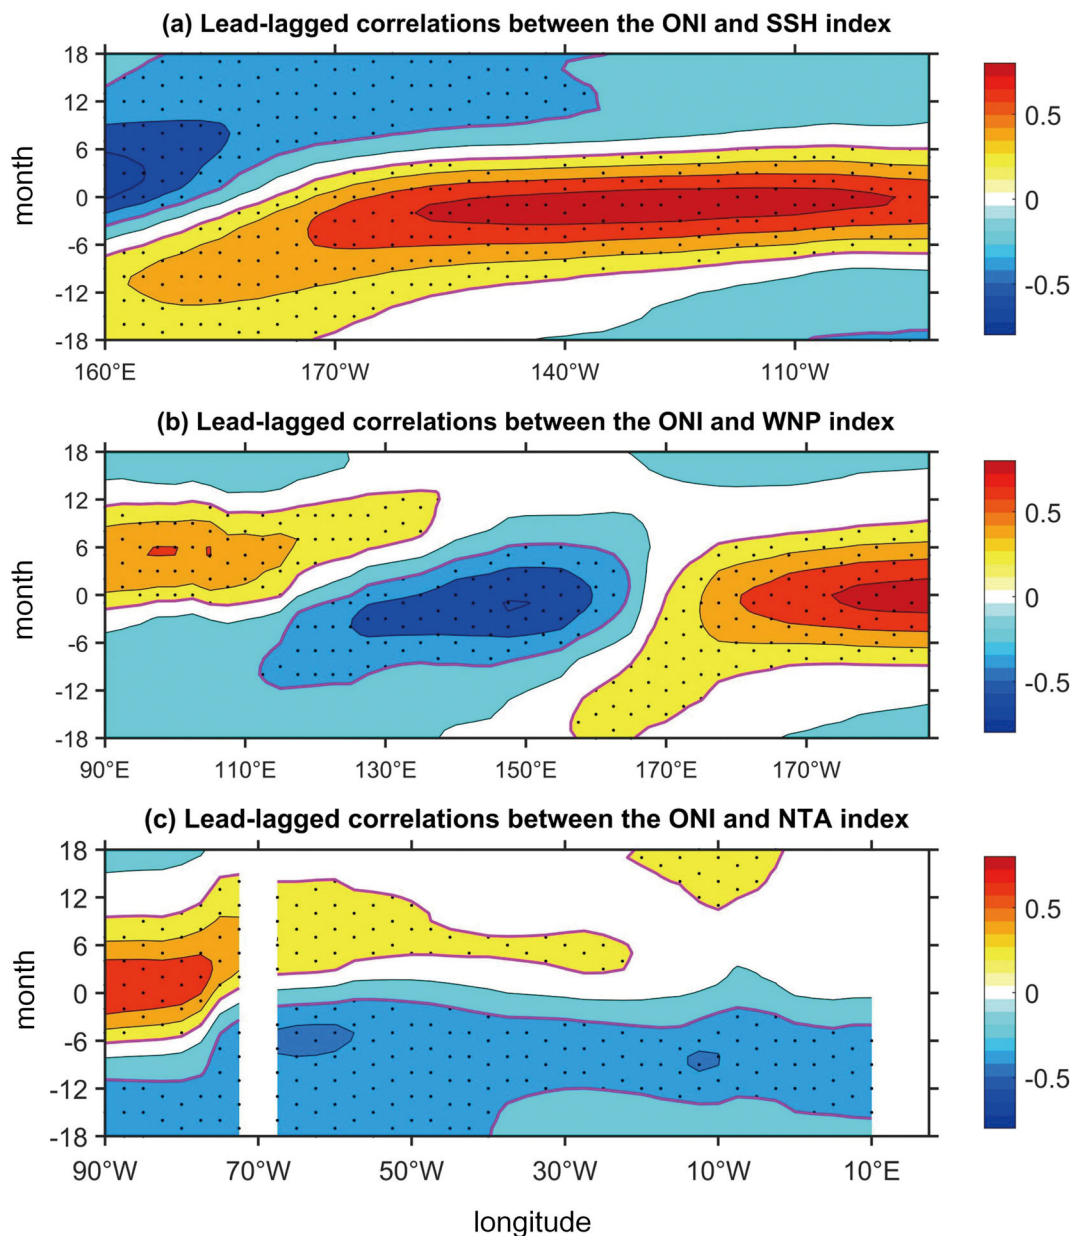 (a) Lead-lagged correlations between the ONI and SSH index
18
12
6
0
-6
-12
-18
month
160°E
170°W
140°W
110°W
0.5
0
-0.5
(b) Lead-lagged correlations between the ONI and WNP index
18
12
6
0
-6
-12
-18
month
90°E
110°E
130°E
150°E
170°E
170°W
0.5
0
-0.5
(c) Lead-lagged correlations between the ONI and NTA index
18
12
6
0
-6
-12
-18
month
90°W
70°W
50°W
30°W
10°W
10°E
0.5
0
-0.5
longitude